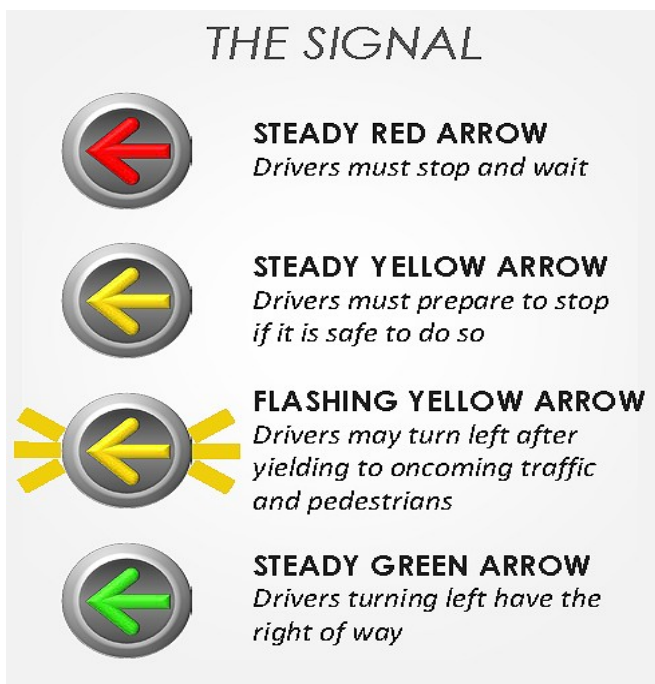 THE SIGNAL
STEADY RED ARROW
Drivers must stop and wait
STEADY YELLOW ARROW
Drivers must prepare to stop
if it is safe to do so
FLASHING YELLOW ARROW
Drivers may turn left after
yielding to oncoming traffic
and pedestrians
STEADY GREEN ARROW
Drivers turning left have the
right of way